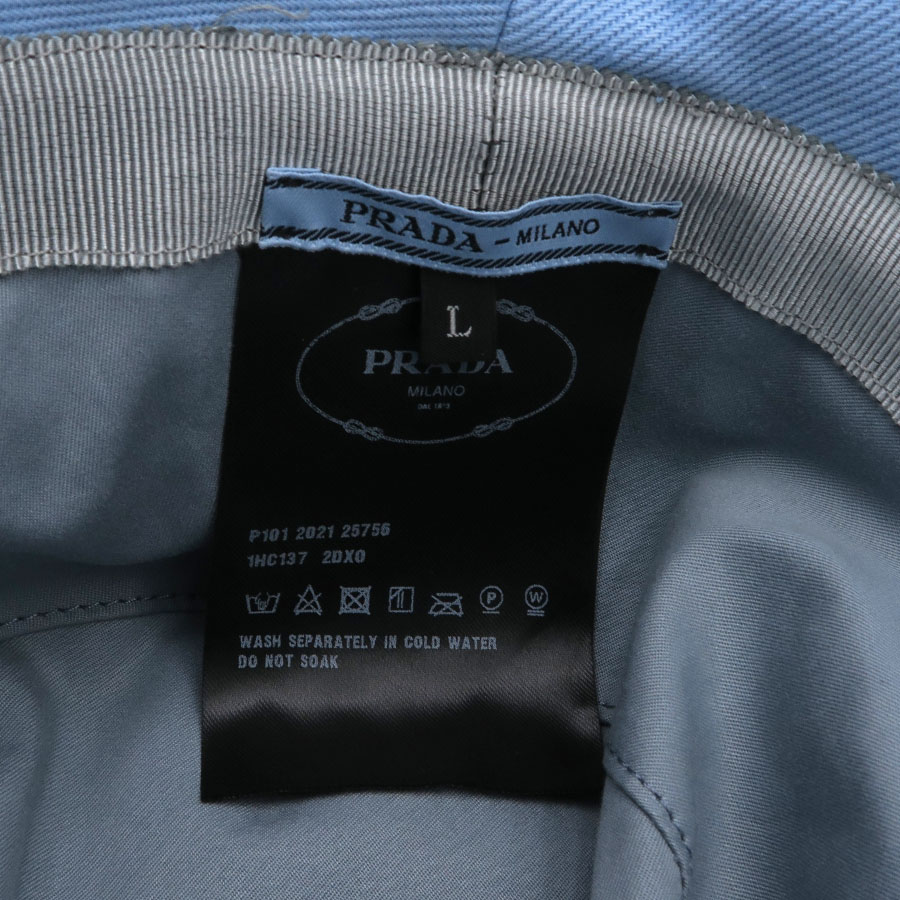 PRADA - MILANO
L
PRADA
MILANO
P101 2021 25756
1HC137 2DX0
P W
WASH SEPARATELY IN COLD WATER
DO NOT SOAK